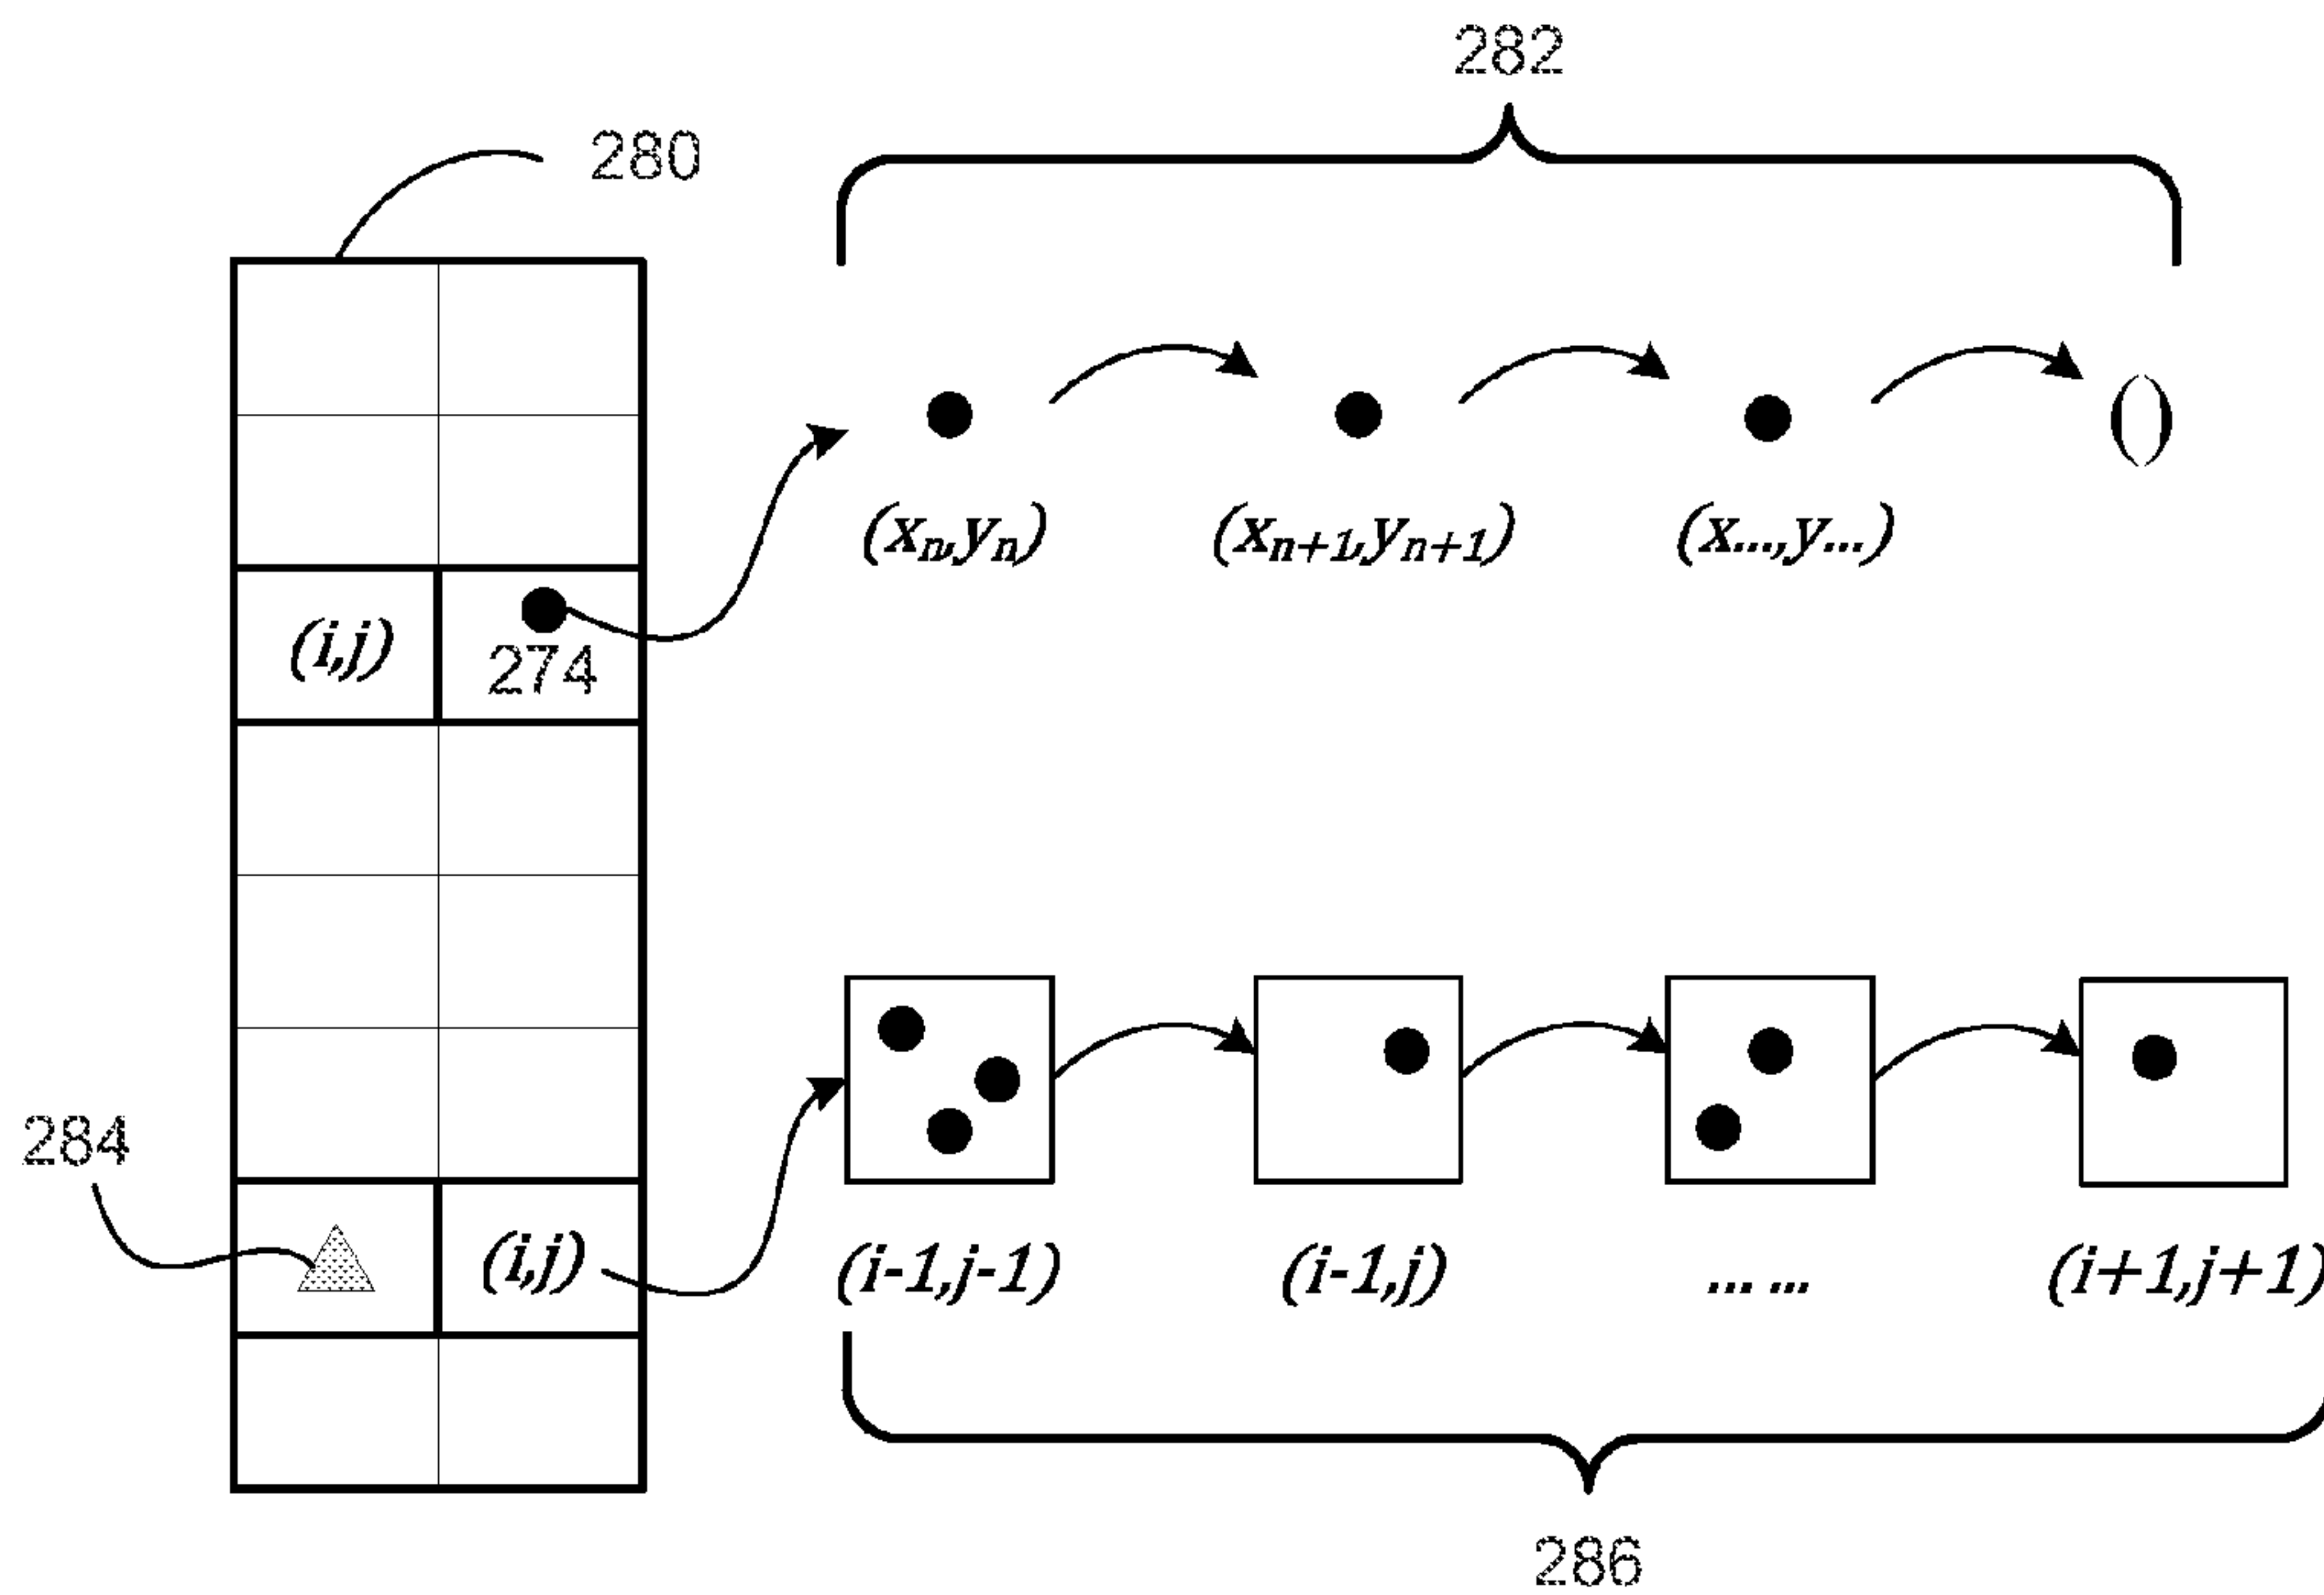 282
280
(xn,yn) (xn+1,yn+1) (x...,y...) ()
(i,j) 274
284
(i,j) (i-1,j-1) (i-1,j) ... ... (i+1,j+1)
286